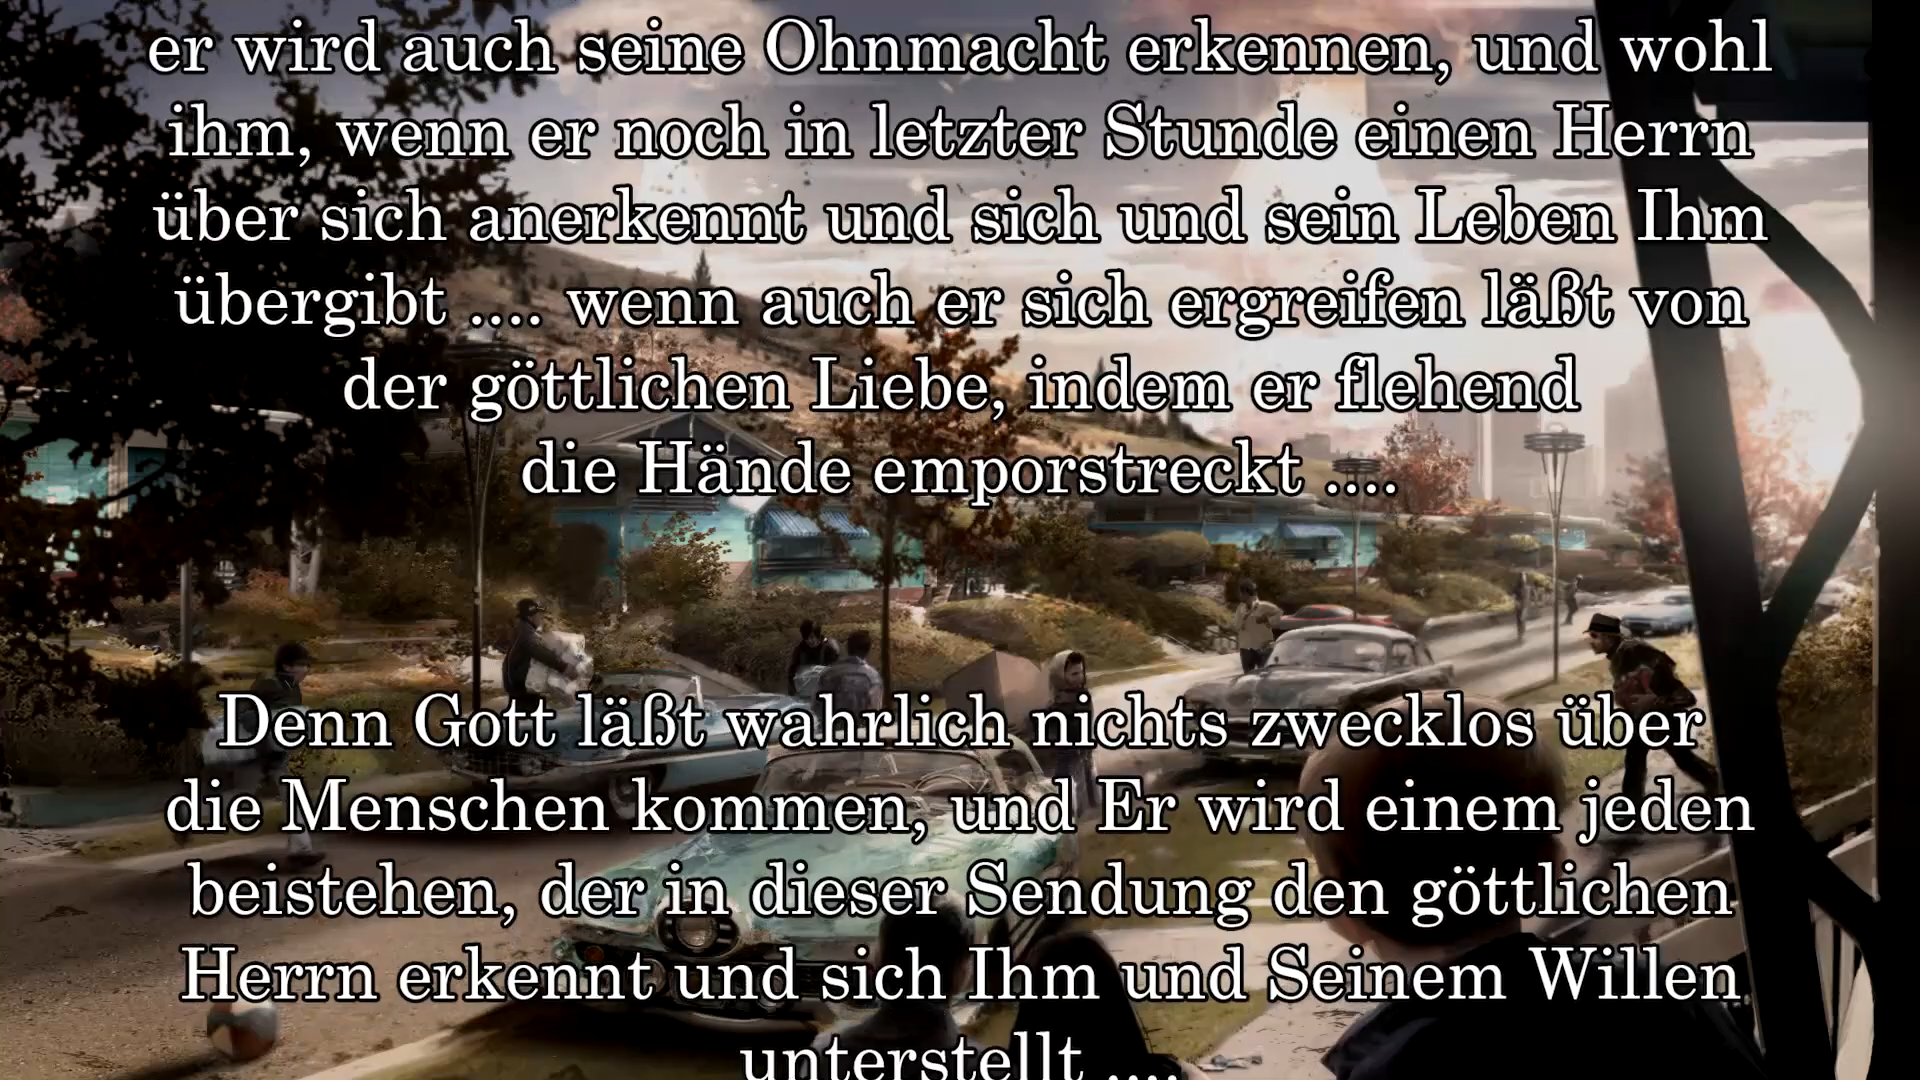 er wird auch seine Ohnmacht erkennen, und wohl
ihm, wenn er noch in letzter Stunde einen Herrn
über sich anerkennt und sich und sein Leben Ihm
übergibt .... wenn auch er sich ergreifen läßt von
der göttlichen Liebe, indem er flehend
die Hände emporstreckt ....
Denn Gott läßt wahrlich nichts zwecklos über
die Menschen kommen, und Er wird einem jeden
beistehen, der in dieser Sendung den göttlichen
Herrn erkennt und sich Ihm und Seinem Willen
unterstellt ....